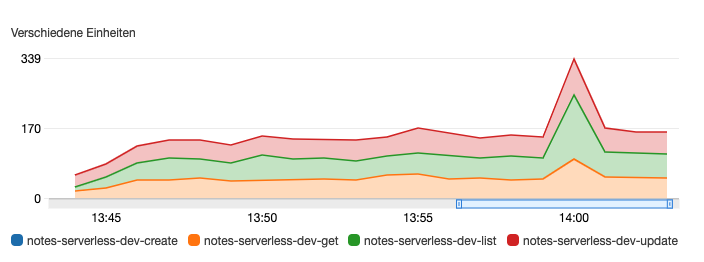 Verschiedene Einheiten
339
170
0
13:45 13:50 13:55 14:00
notes-serverless-dev-create notes-serverless-dev-get notes-serverless-dev-list notes-serverless-dev-update